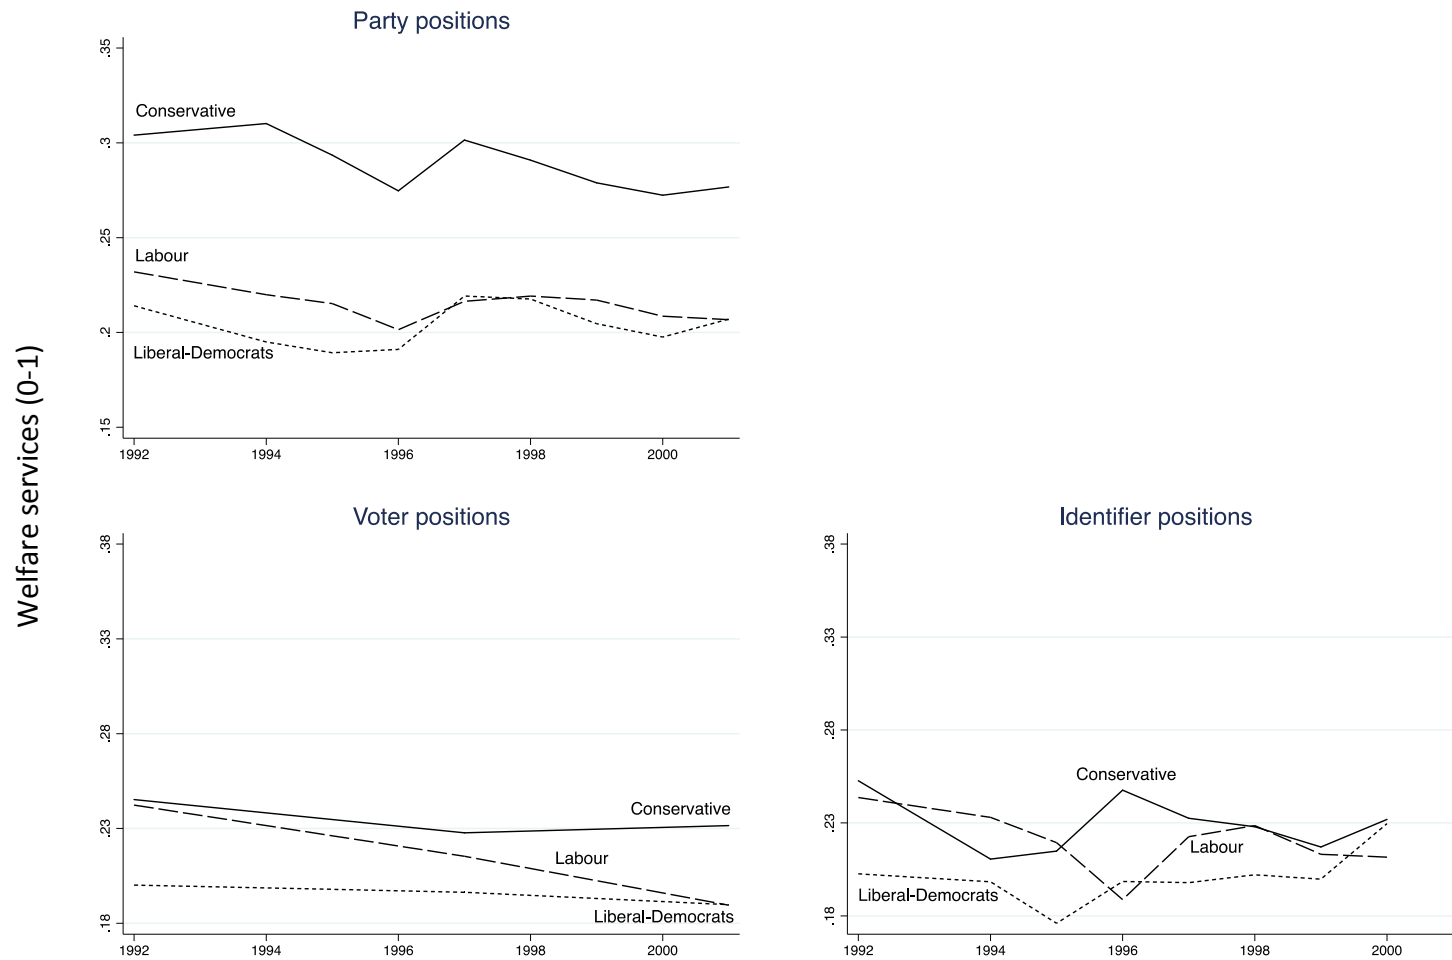 Welfare services (0-1)
Party positions
.35
.3
.25
.2
.15
Conservative
Labour
Liberal-Democrats
1992 1994 1996 1998 2000
Voter positions
.38
.33
.28
.23
.18
Conservative
Labour
Liberal-Democrats
1992 1994 1996 1998 2000
Identifier positions
.38
.33
.28
.23
.18
Conservative
Labour
Liberal-Democrats
1992 1994 1996 1998 2000